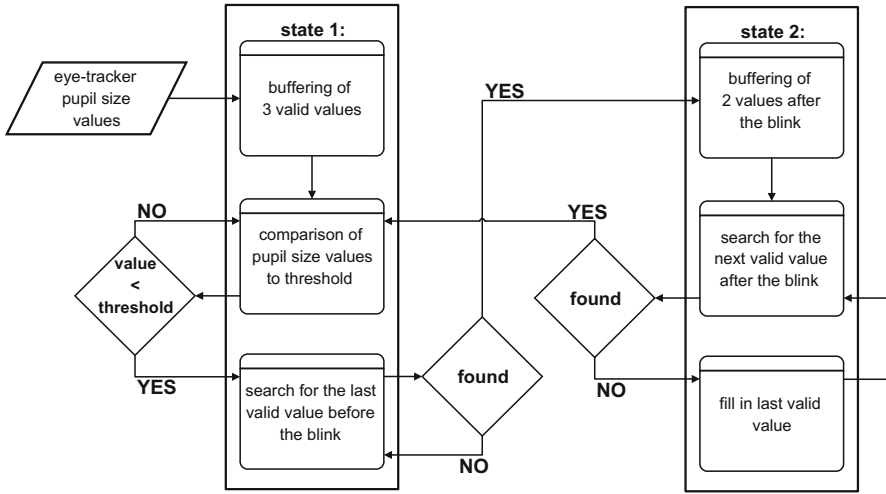 state 1:
eye-tracker
pupil size
values
buffering of
3 valid values
NO
comparison of
pupil size values
to threshold
value
<
threshold
YES
search for the last
valid value before
the blink
found
NO
YES
state 2:
buffering of
2 values after
the blink
search for the
next valid value
after the blink
YES
found
NO
fill in last valid
value